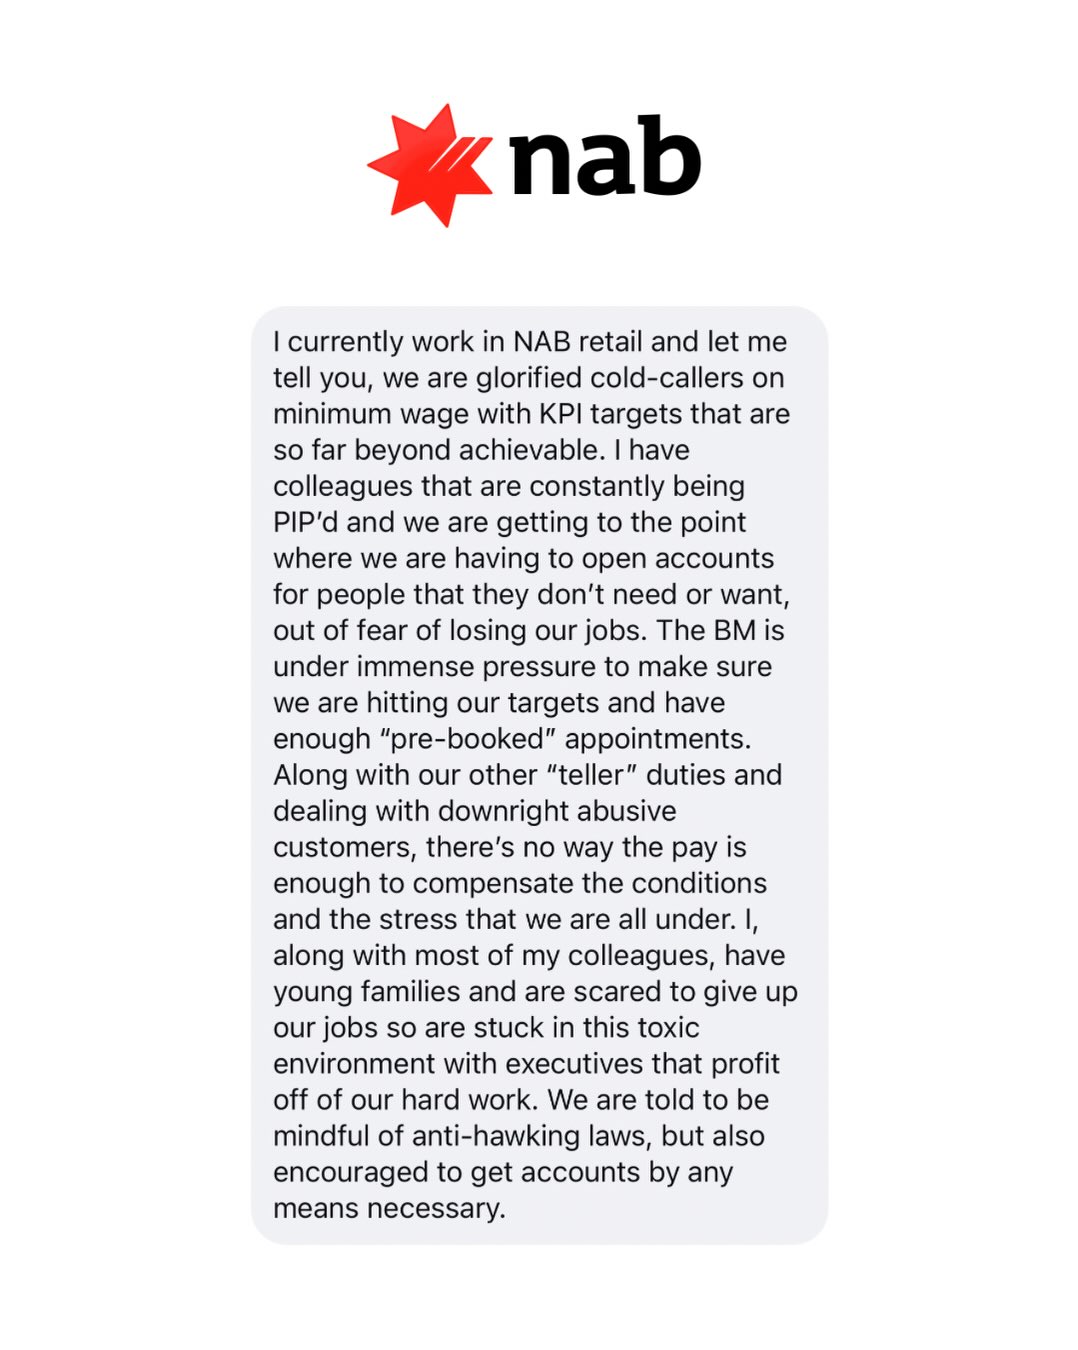 nab
I currently work in NAB retail and let me
tell you, we are glorified cold-callers on
minimum wage with KPI targets that are
so far beyond achievable. I have
colleagues that are constantly being
PIP’d and we are getting to the point
where we are having to open accounts
for people that they don’t need or want,
out of fear of losing our jobs. The BM is
under immense pressure to make sure
we are hitting our targets and have
enough “pre-booked” appointments.
Along with our other “teller” duties and
dealing with downright abusive
customers, there’s no way the pay is
enough to compensate the conditions
and the stress that we are all under. I,
along with most of my colleagues, have
young families and are scared to give up
our jobs so are stuck in this toxic
environment with executives that profit
off of our hard work. We are told to be
mindful of anti-hawking laws, but also
encouraged to get accounts by any
means necessary.